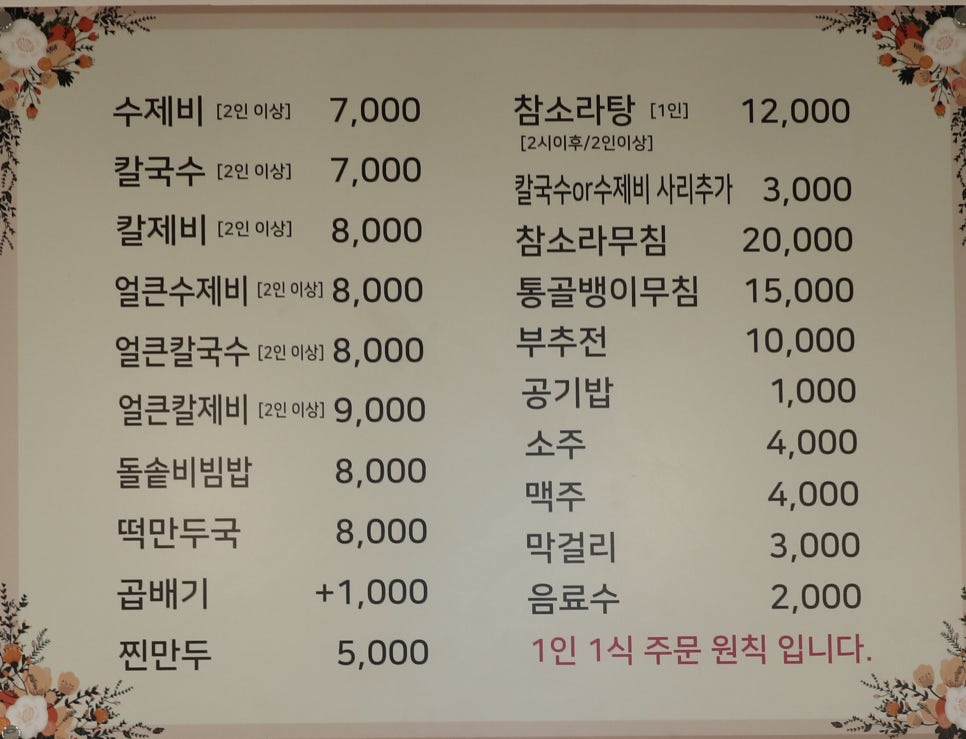 수제비 [2인 이상] 7,000
칼국수 [2인 이상] 7,000
칼제비 [2인 이상] 8,000
얼큰수제비 [2인 이상] 8,000
얼큰칼국수 [2인 이상] 8,000
얼큰칼제비 [2인 이상] 9,000
돌솥비빔밥 8,000
떡만두국 8,000
곱배기 +1,000
찐만두 5,000
참소라탕 [1인] 12,000
[2시이후/2인이상]
칼국수or수제비 사리추가 3,000
참소라무침 20,000
통골뱅이무침 15,000
부추전 10,000
공기밥 1,000
소주 4,000
맥주 4,000
막걸리 3,000
음료수 2,000
1인 1식 주문 원칙 입니다.